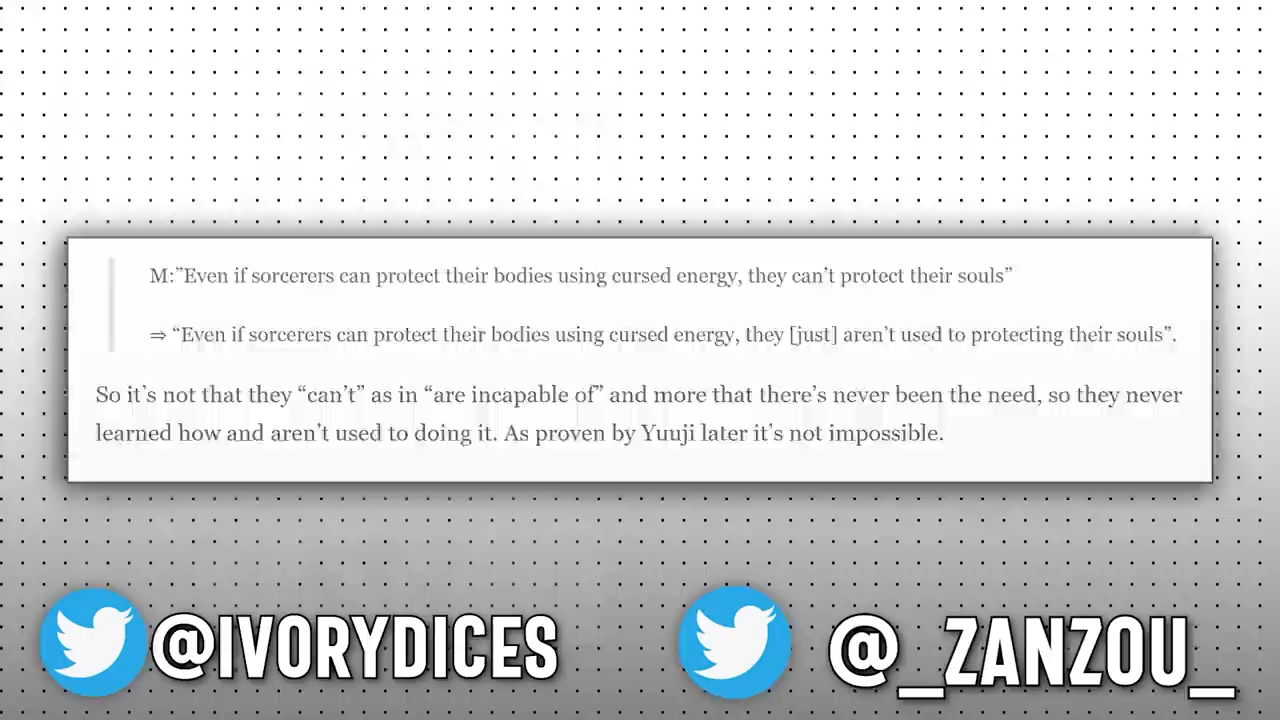 M:”Even if sorcerers can protect their bodies using cursed energy, they can’t protect their souls”
⇒ “Even if sorcerers can protect their bodies using cursed energy, they [just] aren’t used to protecting their souls”.
So it’s not that they “can’t” as in “are incapable of” and more that there’s never been the need, so they never
learned how and aren’t used to doing it. As proven by Yuuji later it’s not impossible.
@IVORYDICES
@_ZANZOU_